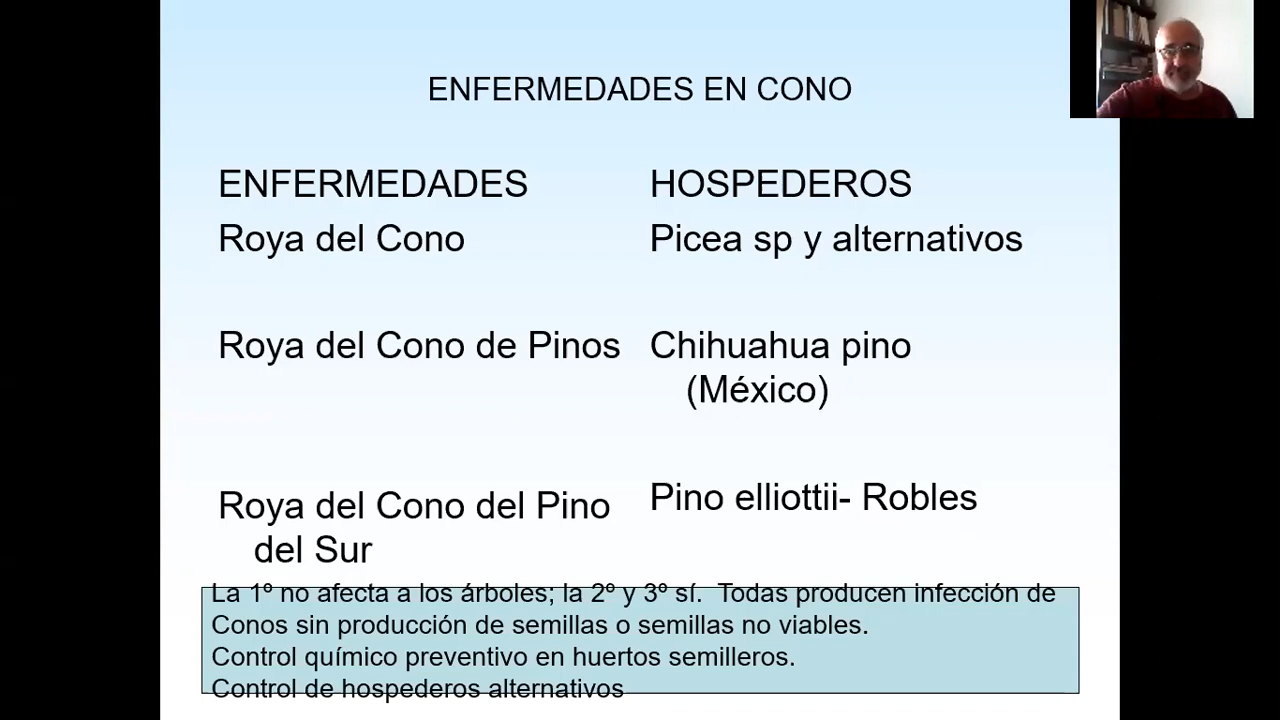 ENFERMEDADES EN CONO
ENFERMEDADES
HOSPEDEROS
Roya del Cono
Picea sp y alternativos
Roya del Cono de Pinos
Chihuahua pino
(México)
Roya del Cono del Pino
del Sur
Pino elliottii- Robles
La 1º no afecta a los árboles; la 2º y 3º sí.  Todas producen infección de
Conos sin producción de semillas o semillas no viables.
Control químico preventivo en huertos semilleros.
Control de hospederos alternativos